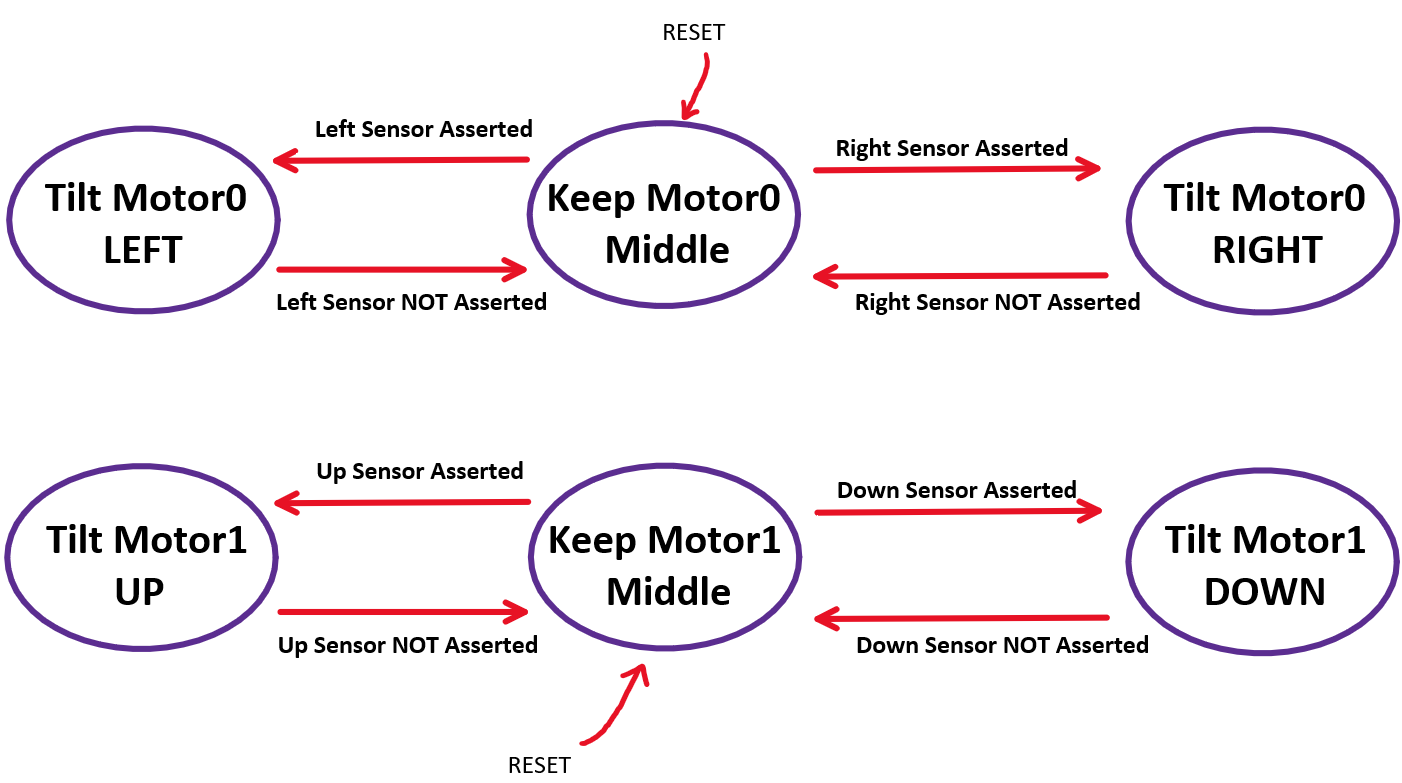 RESET
Left Sensor Asserted
Right Sensor Asserted
Tilt Motor0
LEFT
Keep Motor0
Middle
Tilt Motor0
RIGHT
Left Sensor NOT Asserted
Right Sensor NOT Asserted
Up Sensor Asserted
Down Sensor Asserted
Tilt Motor1
UP
Keep Motor1
Middle
Tilt Motor1
DOWN
Up Sensor NOT Asserted
Down Sensor NOT Asserted
RESET